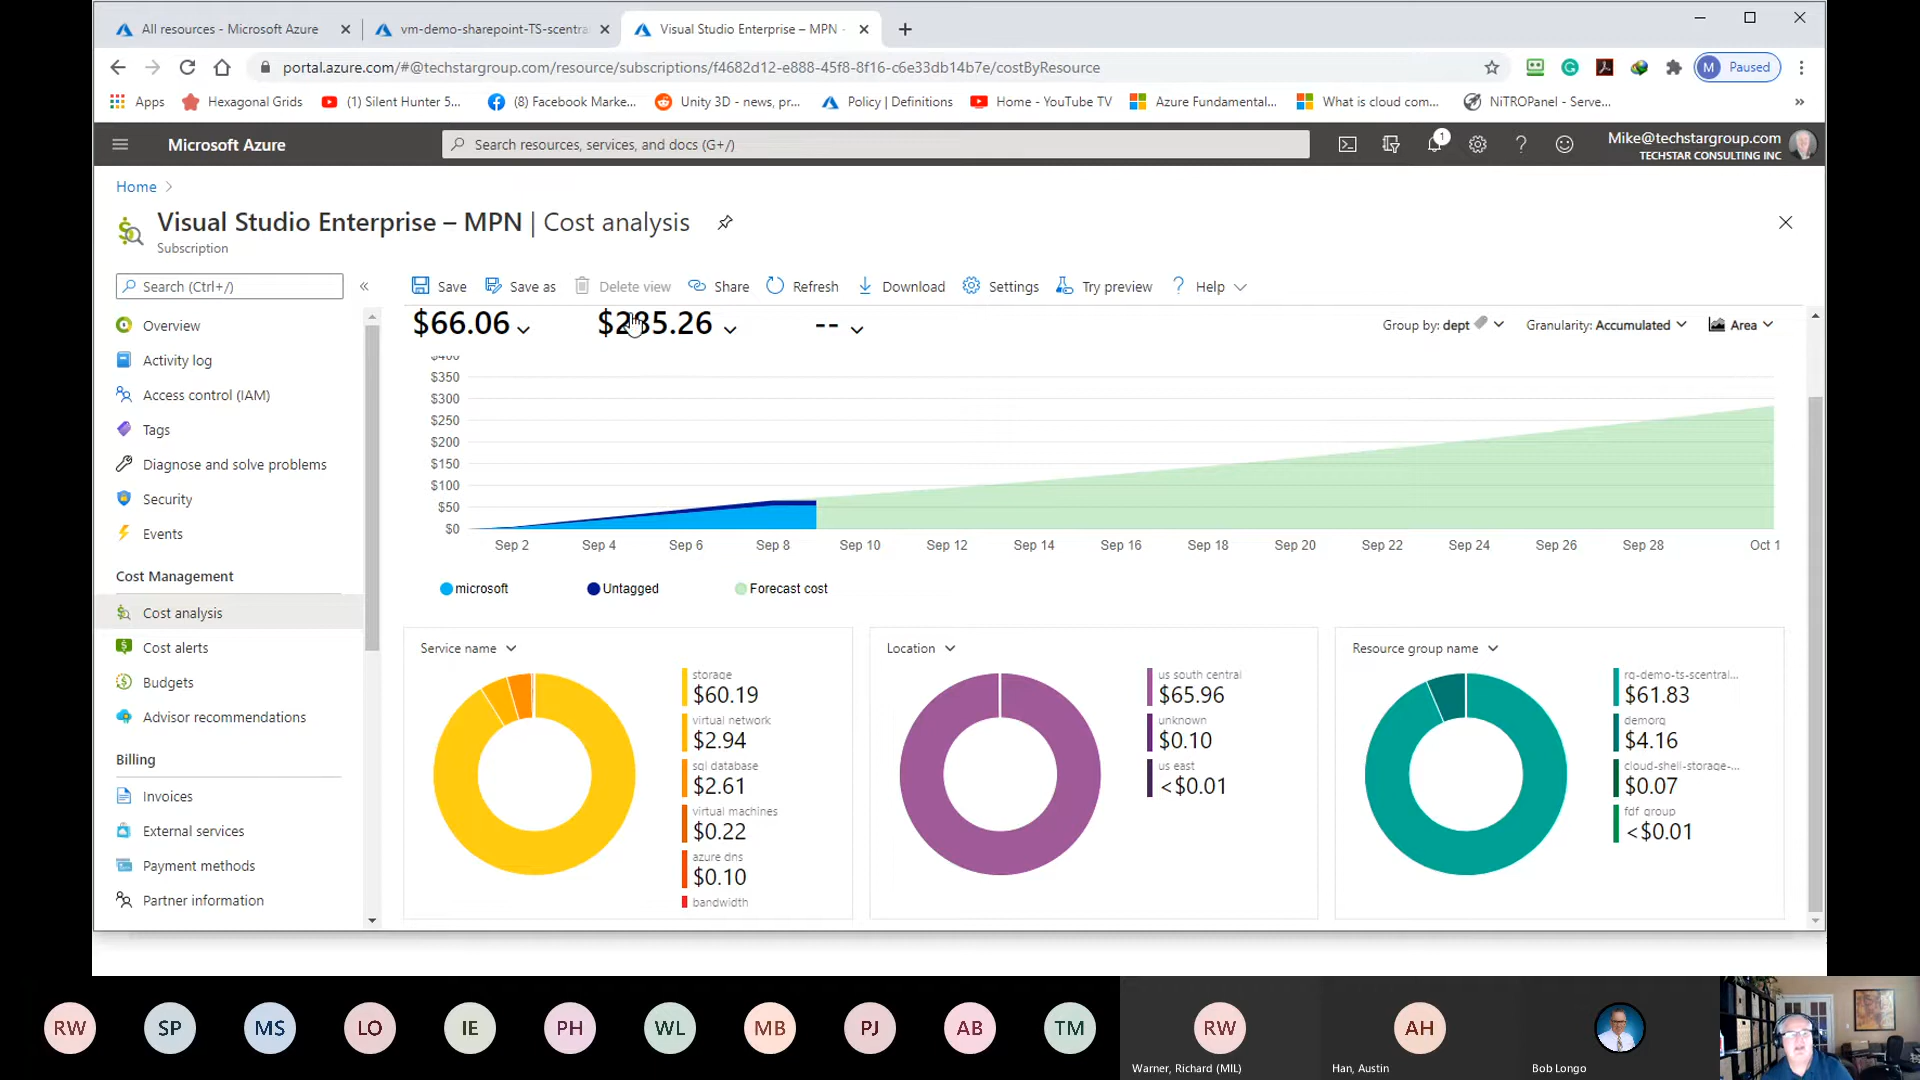 All resources - Microsoft Azure
vm-demo-sharepoint-TS-scentra
Visual Studio Enterprise – MPN -
portal.azure.com/#@techstargroup.com/resource/subscriptions/f4682d12-e888-45f8-8f16-c6e33db14b7e/costByResource
M Paused
Apps
Hexagonal Grids
(1) Silent Hunter 5...
(8) Facebook Marke...
Unity 3D - news, pr...
Policy | Definitions
Home - YouTube TV
Azure Fundamental...
What is cloud com...
NiTROPanel - Serve...
»
Microsoft Azure
Search resources, services, and docs (G+/)
1
Mike@techstargroup.com
TECHSTAR CONSULTING INC
Home
Visual Studio Enterprise – MPN | Cost analysis
Subscription
Search (Ctrl+/)
«
Save
Save as
Delete view
Share
Refresh
Download
Settings
Try preview
? Help
Overview
Activity log
Access control (IAM)
Tags
Diagnose and solve problems
Security
Events
Cost Management
Cost analysis
Cost alerts
Budgets
Advisor recommendations
Billing
Invoices
External services
Payment methods
Partner information
$66.06
$285.26
--
Group by: dept
Granularity: Accumulated
Area
$400
$350
$300
$250
$200
$150
$100
$50
$0
Sep 2
Sep 4
Sep 6
Sep 8
Sep 10
Sep 12
Sep 14
Sep 16
Sep 18
Sep 20
Sep 22
Sep 24
Sep 26
Sep 28
Oct 1
microsoft
Untagged
Forecast cost
Service name
storage
$60.19
virtual network
$2.94
sql database
$2.61
virtual machines
$0.22
azure dns
$0.10
bandwidth
Location
us south central
$65.96
unknown
$0.10
us east
<$0.01
Resource group name
rg-demo-ts-scentral...
$61.83
demorg
$4.16
cloud-shell-storage-...
$0.07
fdf_group
<$0.01
RW
SP
MS
LO
IE
PH
WL
MB
PJ
AB
TM
RW
Warner, Richard (MIL)
AH
Han, Austin
Bob Longo